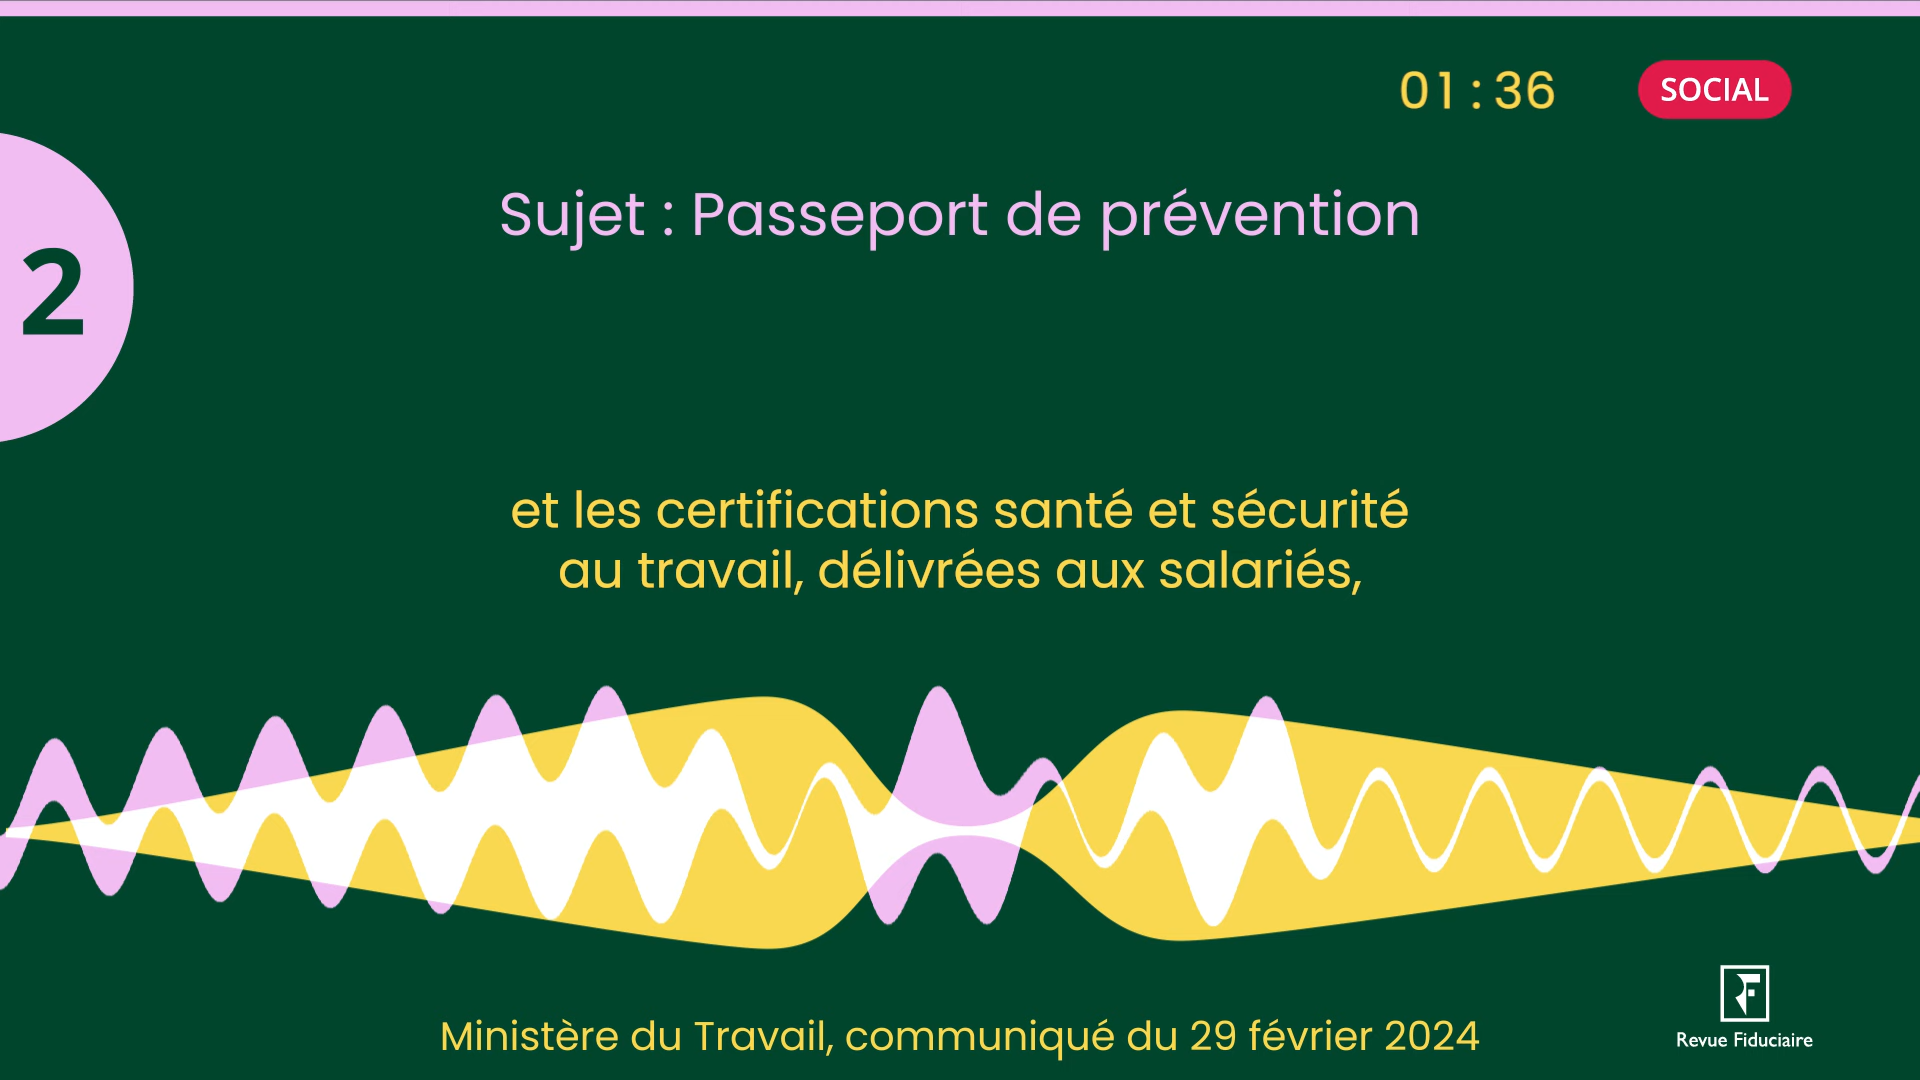 01 : 36
SOCIAL
2
Sujet : Passeport de prévention
et les certifications santé et sécurité
au travail, délivrées aux salariés,
Ministère du Travail, communiqué du 29 février 2024
RF
Revue Fiduciaire